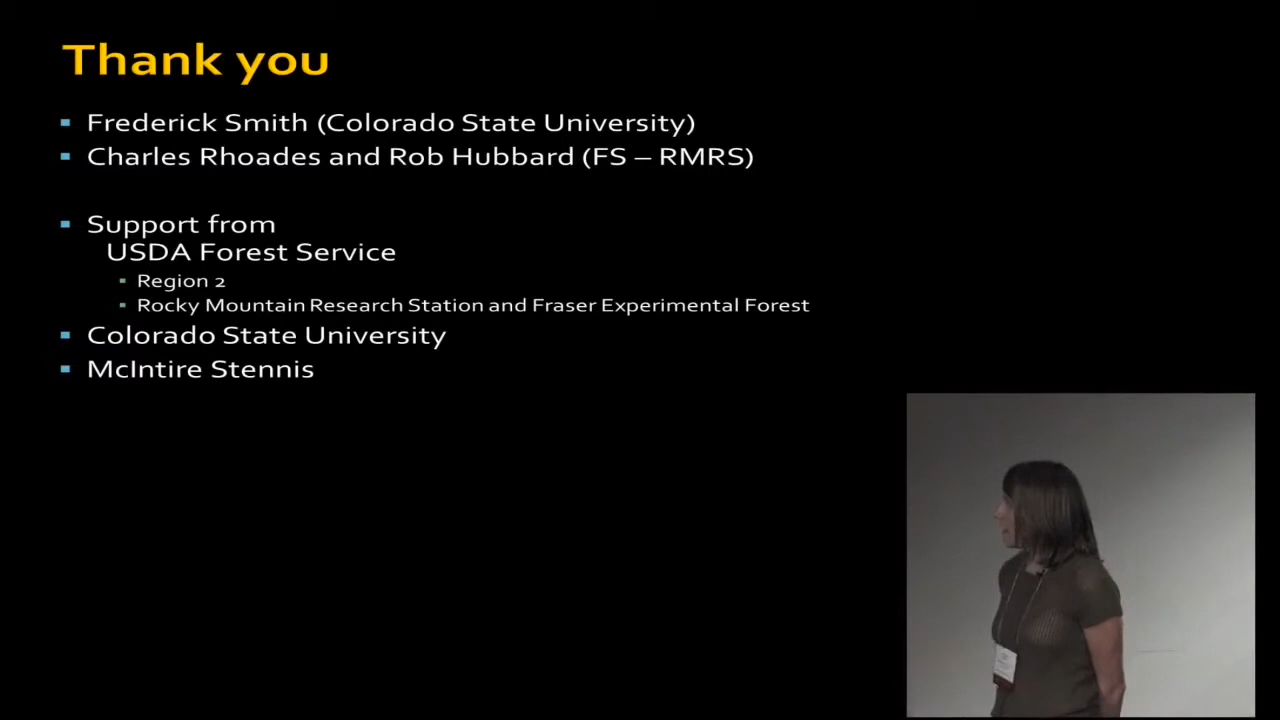 Thank you
Frederick Smith (Colorado State University)
Charles Rhoades and Rob Hubbard (FS – RMRS)
Support from
USDA Forest Service
Region 2
Rocky Mountain Research Station and Fraser Experimental Forest
Colorado State University
McIntire Stennis